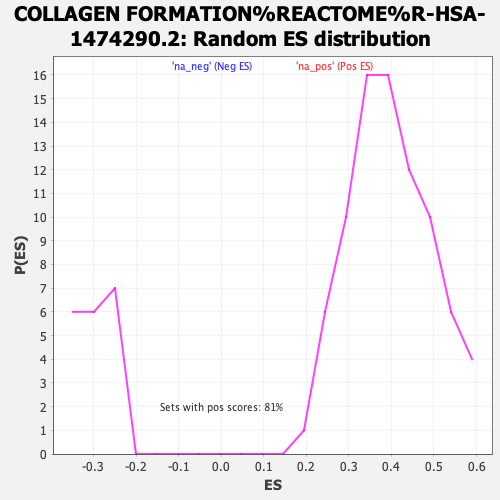 COLLAGEN FORMATION%REACTOME%R-HSA-
1474290.2: Random ES distribution
'na_neg' (Neg ES) 'na_pos' (Pos ES)
16
15
14
13
12
11
10
9
8
7
6
5
4
3
2
1
0
P(ES)
Sets with pos scores: 81%
-0.3 -0.2 -0.1 0.0 0.1 0.2 0.3 0.4 0.5 0.6
ES